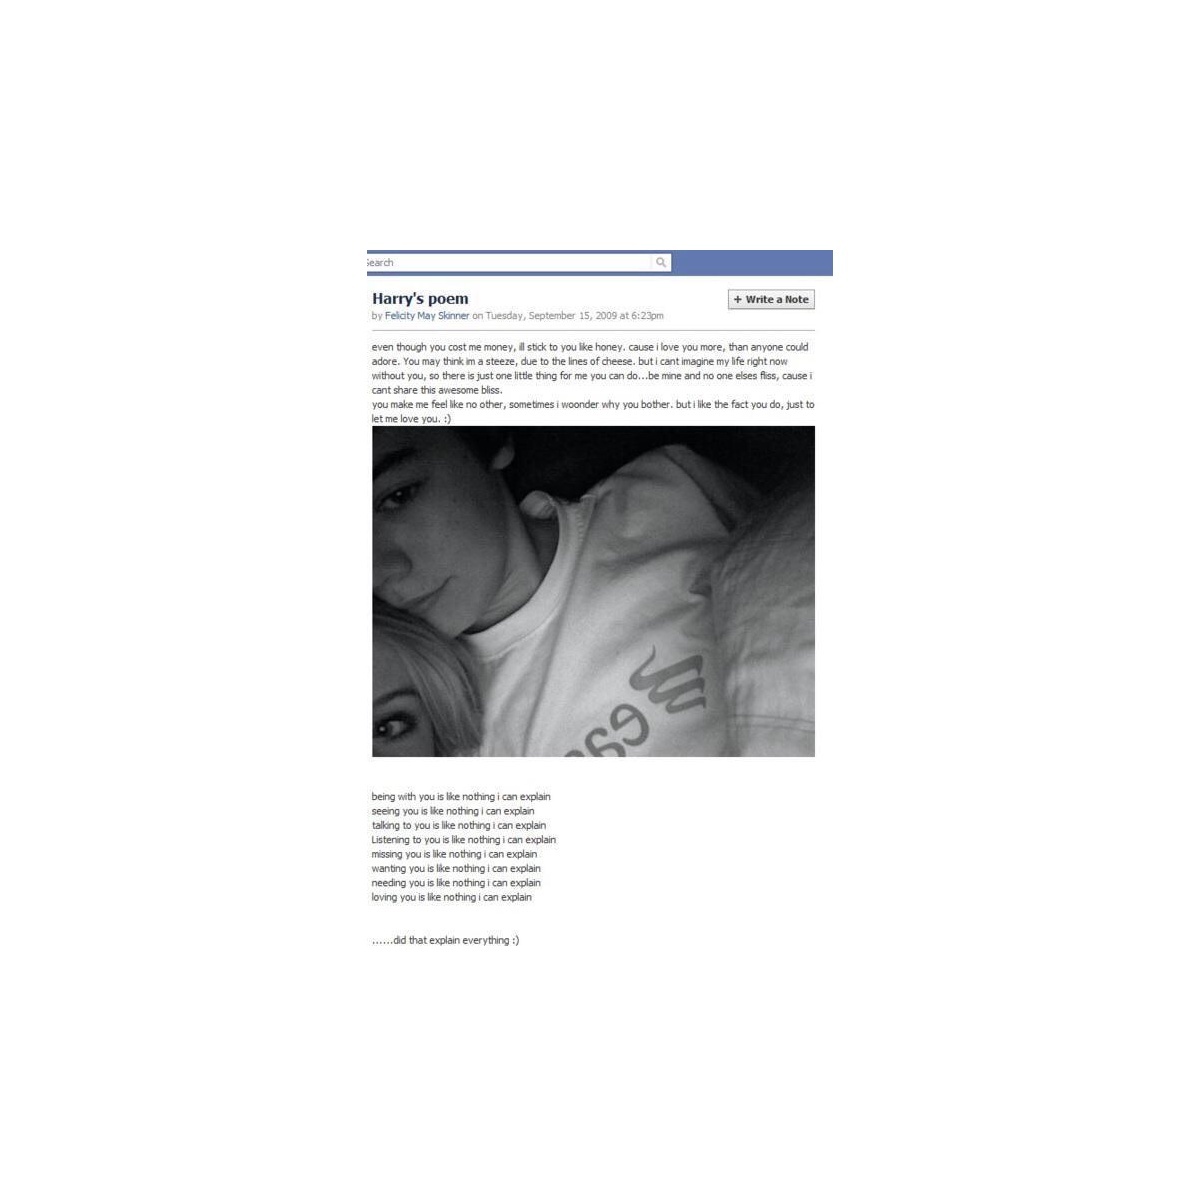 Search
Harry's poem
+ Write a Note
by Felicity May Skinner on Tuesday, September 15, 2009 at 6:23pm
even though you cost me money, ill stick to you like honey. cause i love you more, than anyone could
adore. You may think im a steeze, due to the lines of cheese. but i cant imagine my life right now
without you, so there is just one little thing for me you can do...be mine and no one elses fliss, cause i
cant share this awesome bliss.
you make me feel like no other, sometimes i woonder why you bother. but i like the fact you do, just to
let me love you. :)
being with you is like nothing i can explain
seeing you is like nothing i can explain
talking to you is like nothing i can explain
Listening to you is like nothing i can explain
missing you is like nothing i can explain
wanting you is like nothing i can explain
needing you is like nothing i can explain
loving you is like nothing i can explain
......did that explain everything :)